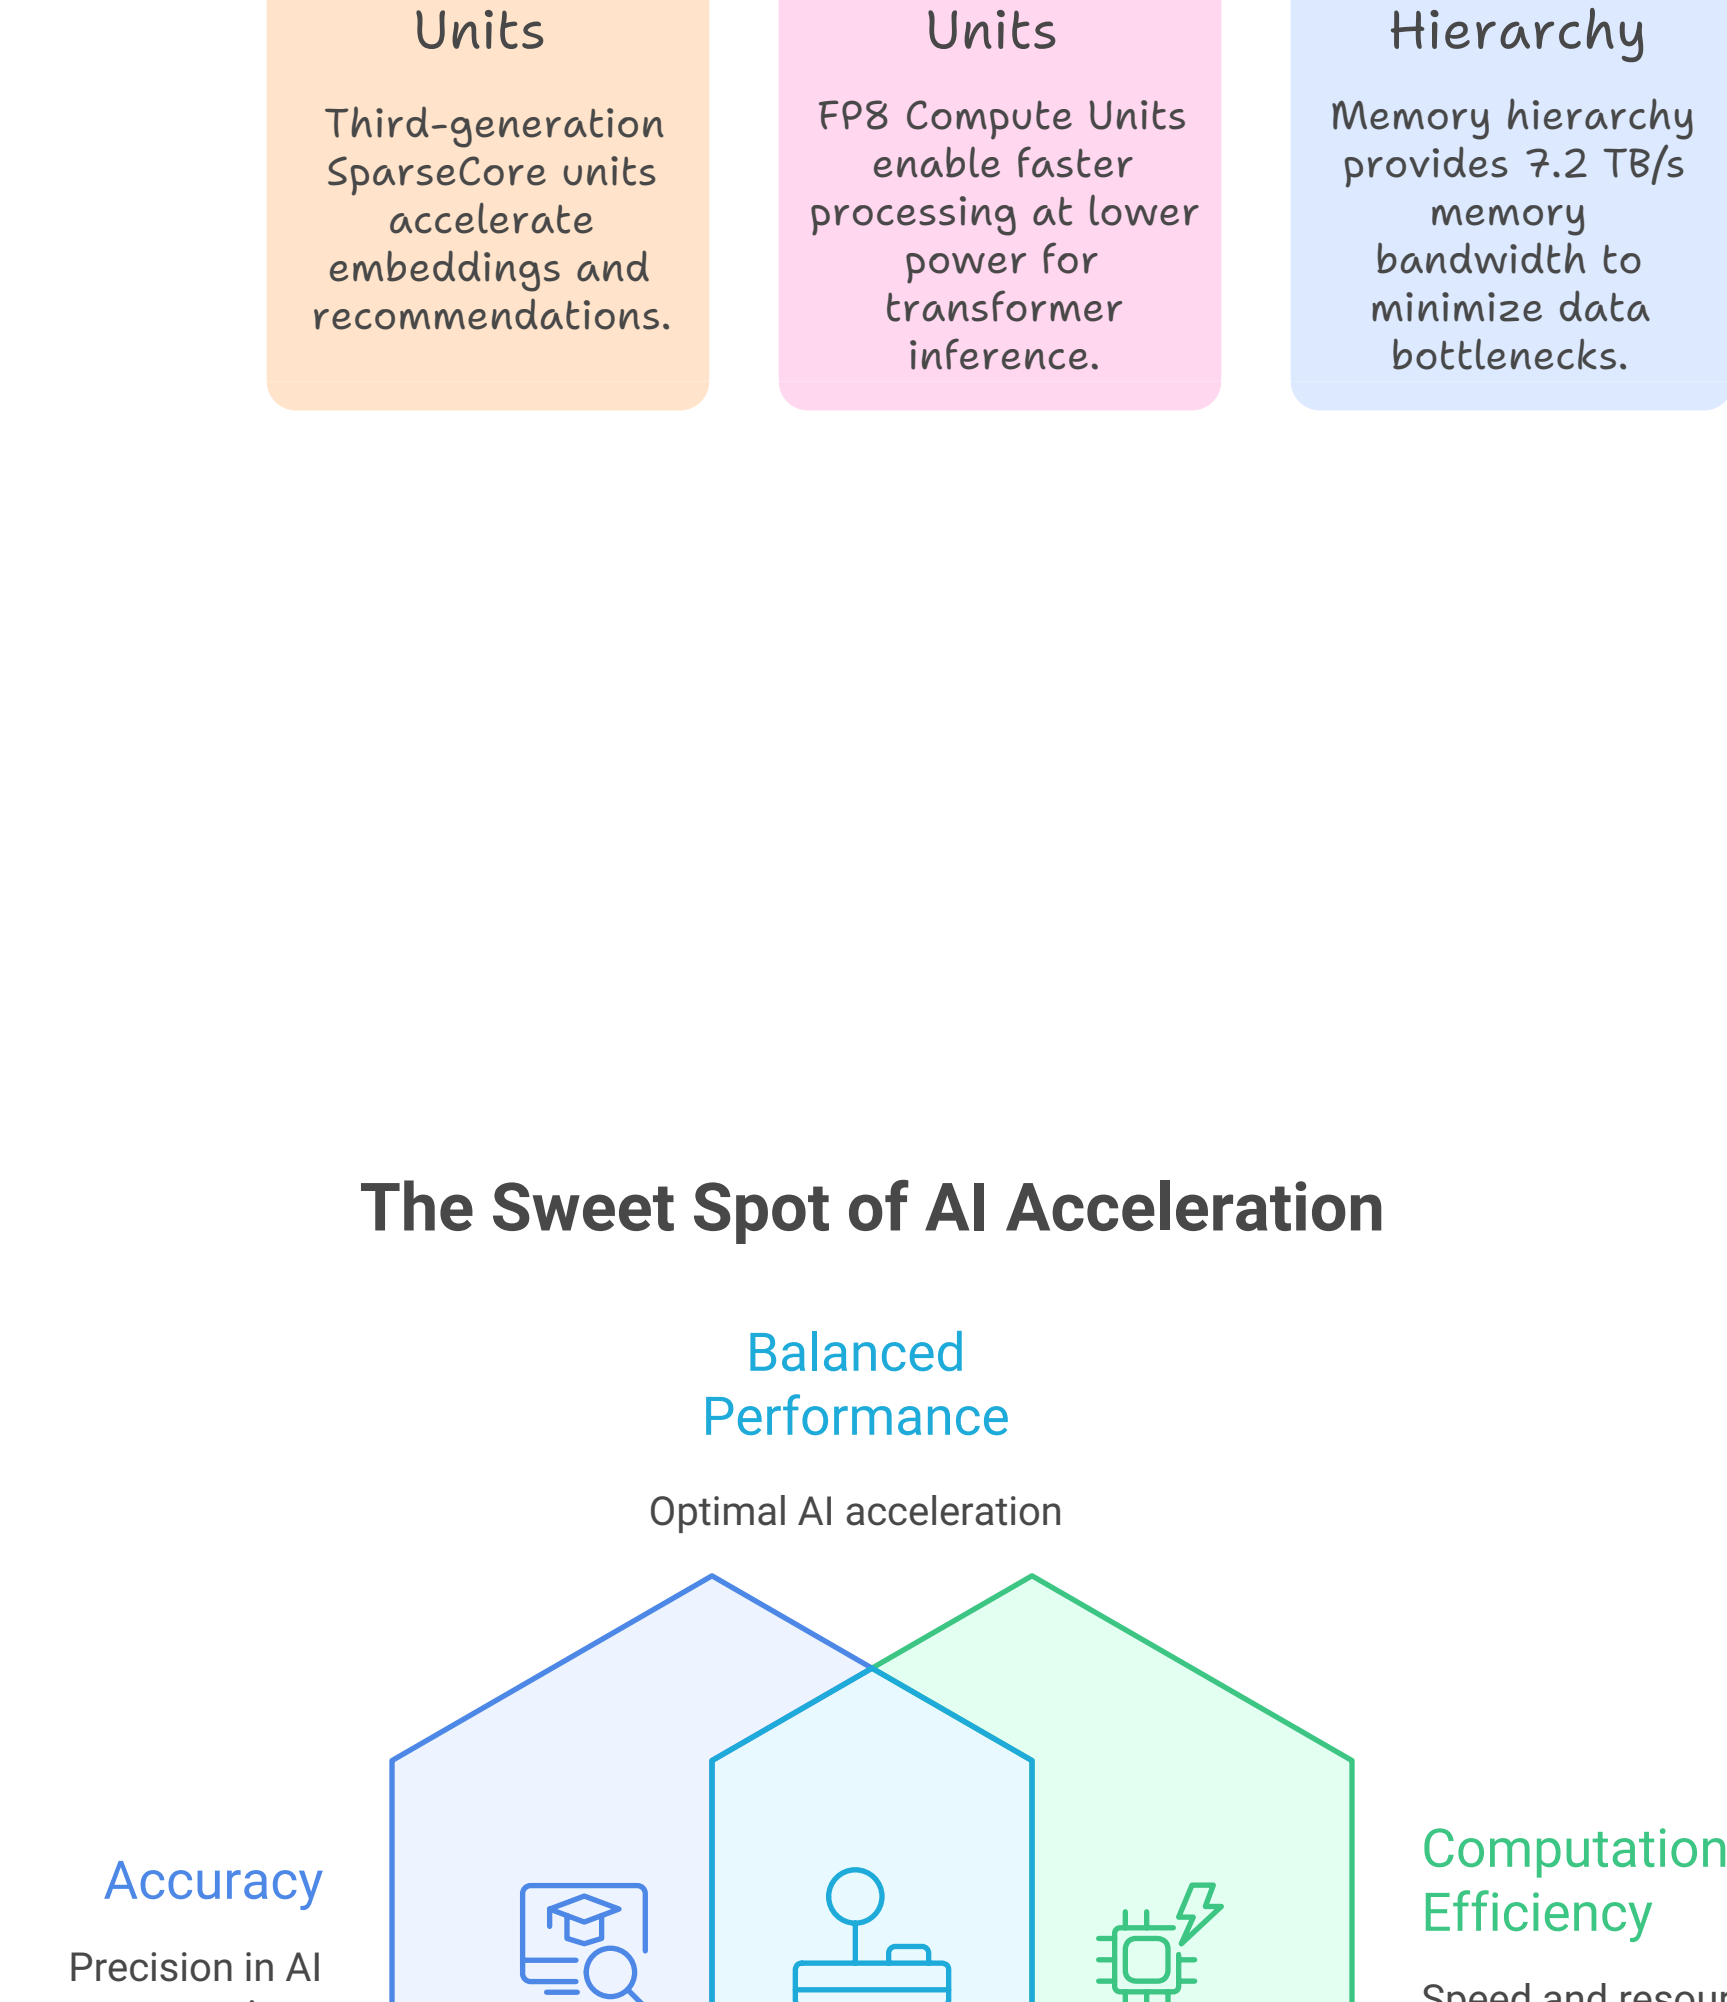 Units
Third-generation
SparseCore units
accelerate
embeddings and
recommendations.
Units
FP8 Compute Units
enable faster
processing at lower
power for
transformer
inference.
Hierarchy
Memory hierarchy
provides 7.2 TB/s
memory
bandwidth to
minimize data
bottlenecks.
The Sweet Spot of AI Acceleration
Balanced
Performance
Optimal AI acceleration
Accuracy
Precision in AI
Computation
Efficiency
Speed and